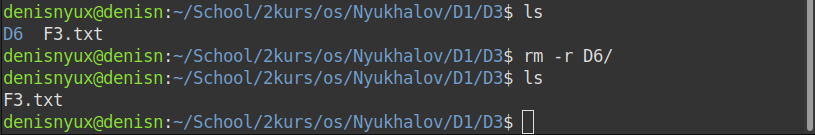 denisnyux@denisn:~/School/2kurs/os/Nyukhalov/D1/D3$ ls
D6  F3.txt
denisnyux@denisn:~/School/2kurs/os/Nyukhalov/D1/D3$ rm -r D6/
denisnyux@denisn:~/School/2kurs/os/Nyukhalov/D1/D3$ ls
F3.txt
denisnyux@denisn:~/School/2kurs/os/Nyukhalov/D1/D3$